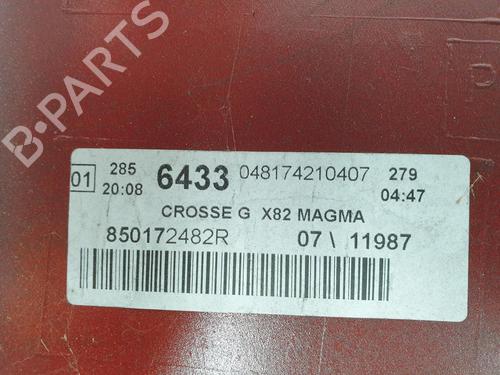 B-PARTS
01 285 20:08 6433 048174210407 279 04:47
CROSSE G X82 MAGMA
850172482R 07 \ 11987